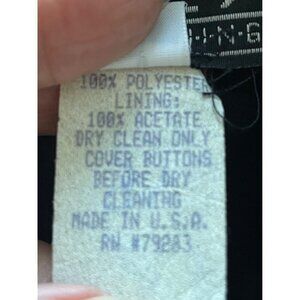 I·N·G
100% POLYESTER
LINING:
100% ACETATE
DRY CLEAN ONLY
COVER BUTTONS
BEFORE DRY
CLEANING
MADE IN U.S.A.
RN #79283